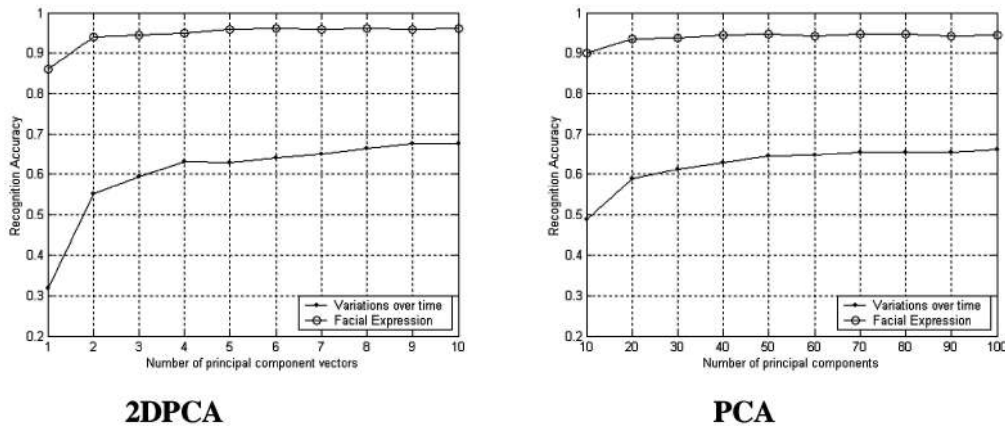 1
0.9
0.8
0.7
0.6
0.5
0.4
0.3
0.2
Recognition Accuracy
Variations over time
Facial Expression
1 2 3 4 5 6 7 8 9 10
Number of principal component vectors
2DPCA
1
0.9
0.8
0.7
0.6
0.5
0.4
0.3
0.2
Recognition Accuracy
Variations over time
Facial Expression
10 20 30 40 50 60 70 80 90 100
Number of principal components
PCA